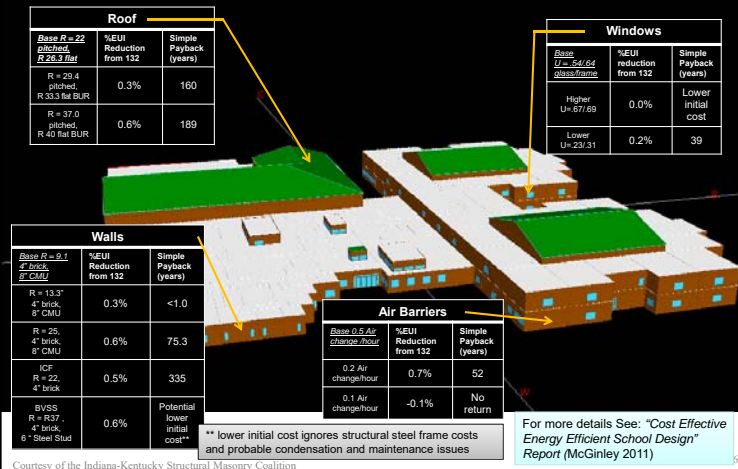 Roof
Base R = 22 pitched, R 26.3 flat
%EUI Reduction from 132
Simple Payback (years)
R = 29.4 pitched, R 33.3 flat BUR
0.3%
160
R = 37.0 pitched, R 40 flat BUR
0.6%
189
Windows
Base U = .54/.64 glass/frame
%EUI reduction from 132
Simple Payback (years)
Higher U=.67/.69
0.0%
Lower initial cost
Lower U=.23/.31
0.2%
39
Walls
Base R = 9.1 4" brick, 8" CMU
%EUI Reduction from 132
Simple Payback (years)
R = 13.3" 4" brick, 8" CMU
0.3%
<1.0
R = 25, 4" brick, 8" CMU
0.6%
75.3
ICF R = 22, 4" brick
0.5%
335
BVSS R = R37 , 4" brick, 6 " Steel Stud
0.6%
Potential lower initial cost**
Air Barriers
Base 0.5 Air change /hour
%EUI Reduction from 132
Simple Payback (years)
0.2 Air change/hour
0.7%
52
0.1 Air change/hour
-0.1%
No return
** lower initial cost ignores structural steel frame costs
and probable condensation and maintenance issues
For more details See: "Cost Effective
Energy Efficient School Design"
Report (McGinley 2011)
Courtesy of the Indiana-Kentucky Structural Masonry Coalition
W